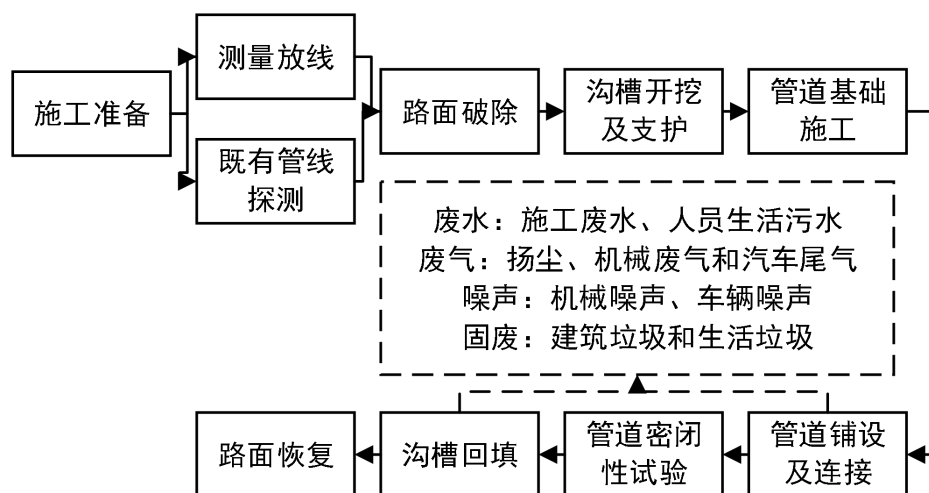 施工准备
测量放线
既有管线
探测
路面破除
沟槽开挖
及支护
管道基础
施工
废水：施工废水、人员生活污水
废气：扬尘、机械废气和汽车尾气
噪声：机械噪声、车辆噪声
固废：建筑垃圾和生活垃圾
管道铺设
及连接
管道密闭
性试验
沟槽回填
路面恢复